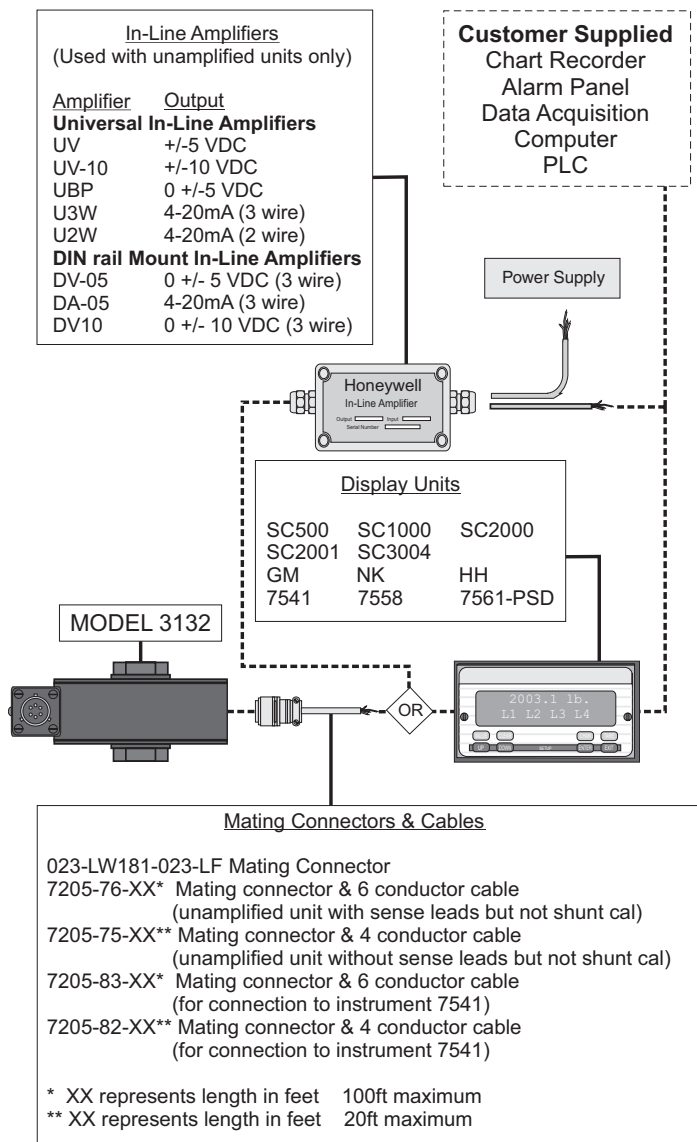 In-Line Amplifiers
(Used with unamplified units only)
Amplifier Output
Universal In-Line Amplifiers
UV +/-5 VDC
UV-10 +/-10 VDC
UBP 0 +/-5 VDC
U3W 4-20mA (3 wire)
U2W 4-20mA (2 wire)
DIN rail Mount In-Line Amplifiers
DV-05 0 +/- 5 VDC (3 wire)
DA-05 4-20mA (3 wire)
DV10 0 +/- 10 VDC (3 wire)
Customer Supplied
Chart Recorder
Alarm Panel
Data Acquisition
Computer
PLC
Power Supply
Honeywell
In-Line Amplifier
Output Input
Serial Number
Display Units
SC500 SC1000 SC2000
SC2001 SC3004
GM NK HH
7541 7558 7561-PSD
MODEL 3132
OR
2003.1 lb.
L1 L2 L3 L4
UP DOWN SETUP ENTER EXIT
Mating Connectors & Cables
023-LW181-023-LF Mating Connector
7205-76-XX* Mating connector & 6 conductor cable
(unamplified unit with sense leads but not shunt cal)
7205-75-XX** Mating connector & 4 conductor cable
(unamplified unit without sense leads but not shunt cal)
7205-83-XX* Mating connector & 6 conductor cable
(for connection to instrument 7541)
7205-82-XX** Mating connector & 4 conductor cable
(for connection to instrument 7541)
* XX represents length in feet 100ft maximum
** XX represents length in feet 20ft maximum